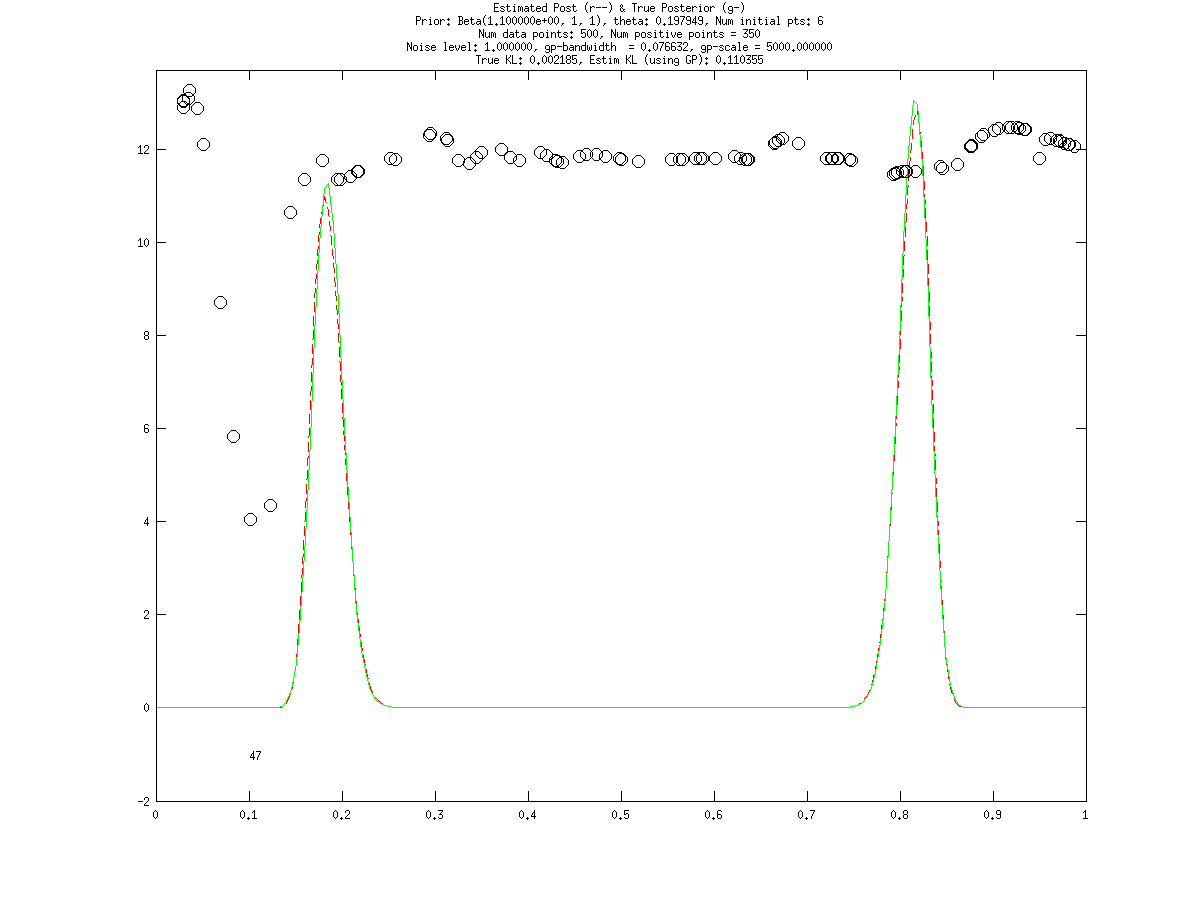 Estimated Post (r--) & True Posterior (g-)
Prior: Beta(1.100000e+00, 1, 1), theta: 0.197949, Num initial pts: 6
Num data points: 500, Num positive points = 350
Noise level: 1.000000, gp-bandwidth  = 0.076632, gp-scale = 5000.000000
True KL: 0.002185, Estim KL (using GP): 0.110355
12
10
8
6
4
2
0
47
-2
0 0.1 0.2 0.3 0.4 0.5 0.6 0.7 0.8 0.9 1